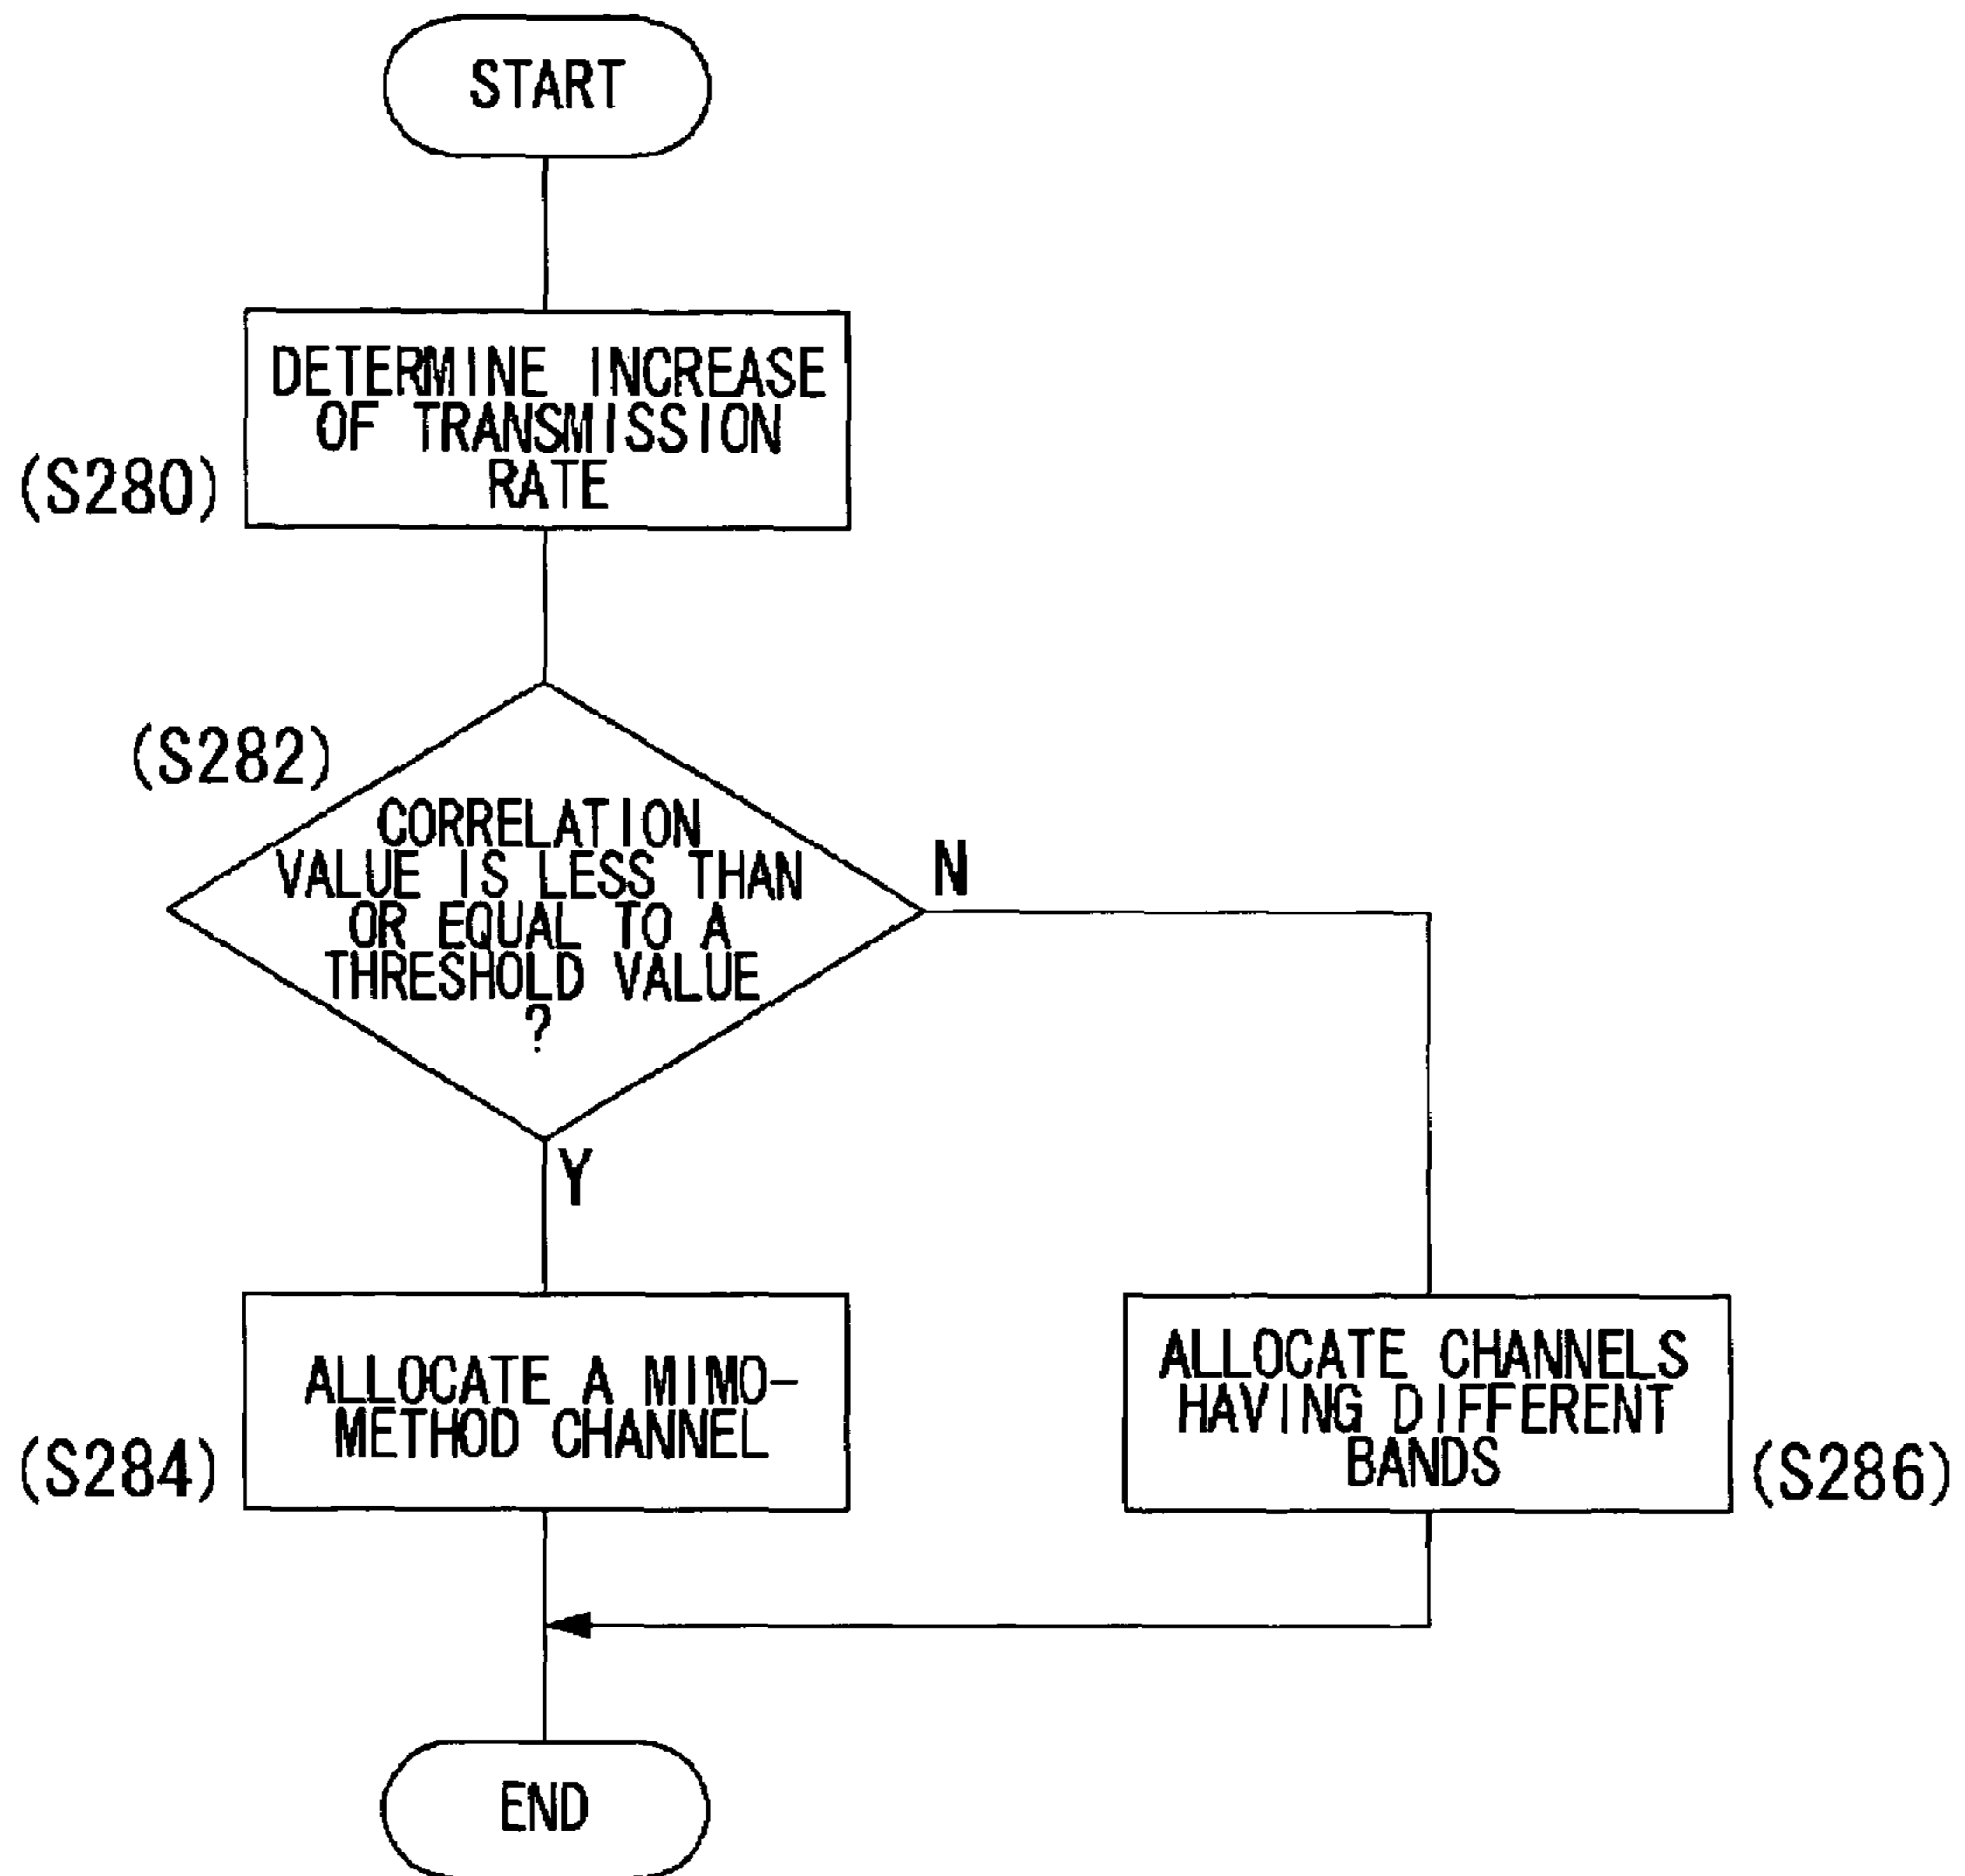 START
DETERMINE INCREASE
OF TRANSMISSION
RATE
(S280)
(S282)
CORRELATION
VALUE IS LESS THAN
OR EQUAL TO A
THRESHOLD VALUE
?
N
Y
ALLOCATE A MIMO-
METHOD CHANNEL
(S284)
ALLOCATE CHANNELS
HAVING DIFFERENT
BANDS
(S286)
END